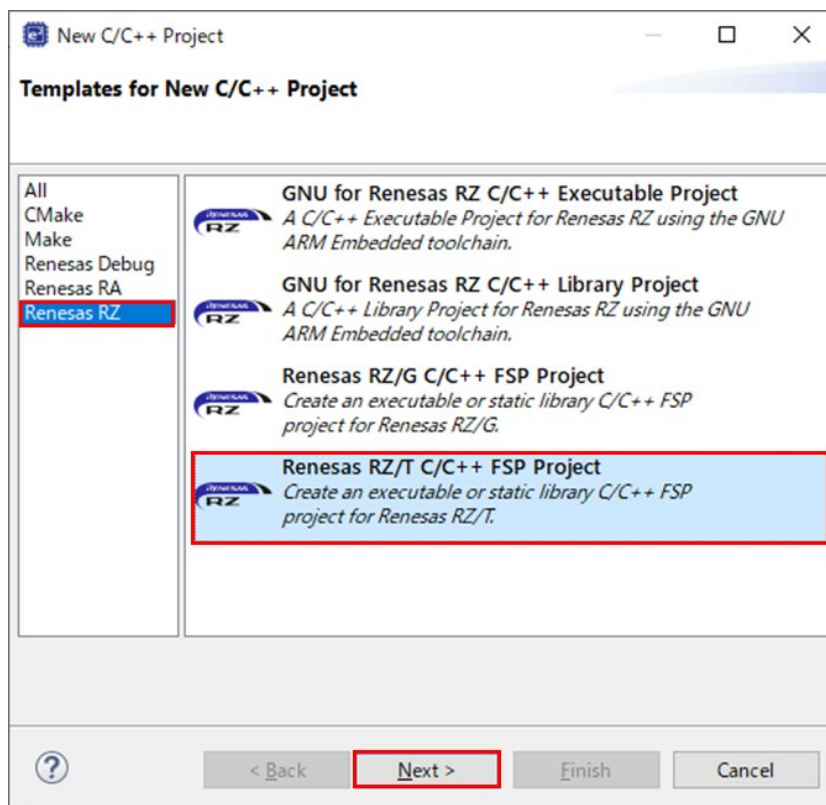 New C/C++ Project
Templates for New C/C++ Project
All
CMake
Make
Renesas Debug
Renesas RA
Renesas RZ
RENESAS
RZ
GNU for Renesas RZ C/C++ Executable Project
A C/C++ Executable Project for Renesas RZ using the GNU
ARM Embedded toolchain.
RENESAS
RZ
GNU for Renesas RZ C/C++ Library Project
A C/C++ Library Project for Renesas RZ using the GNU
ARM Embedded toolchain.
RENESAS
RZ
Renesas RZ/G C/C++ FSP Project
Create an executable or static library C/C++ FSP
project for Renesas RZ/G.
RENESAS
RZ
Renesas RZ/T C/C++ FSP Project
Create an executable or static library C/C++ FSP
project for Renesas RZ/T.
?
< Back
Next >
Finish
Cancel